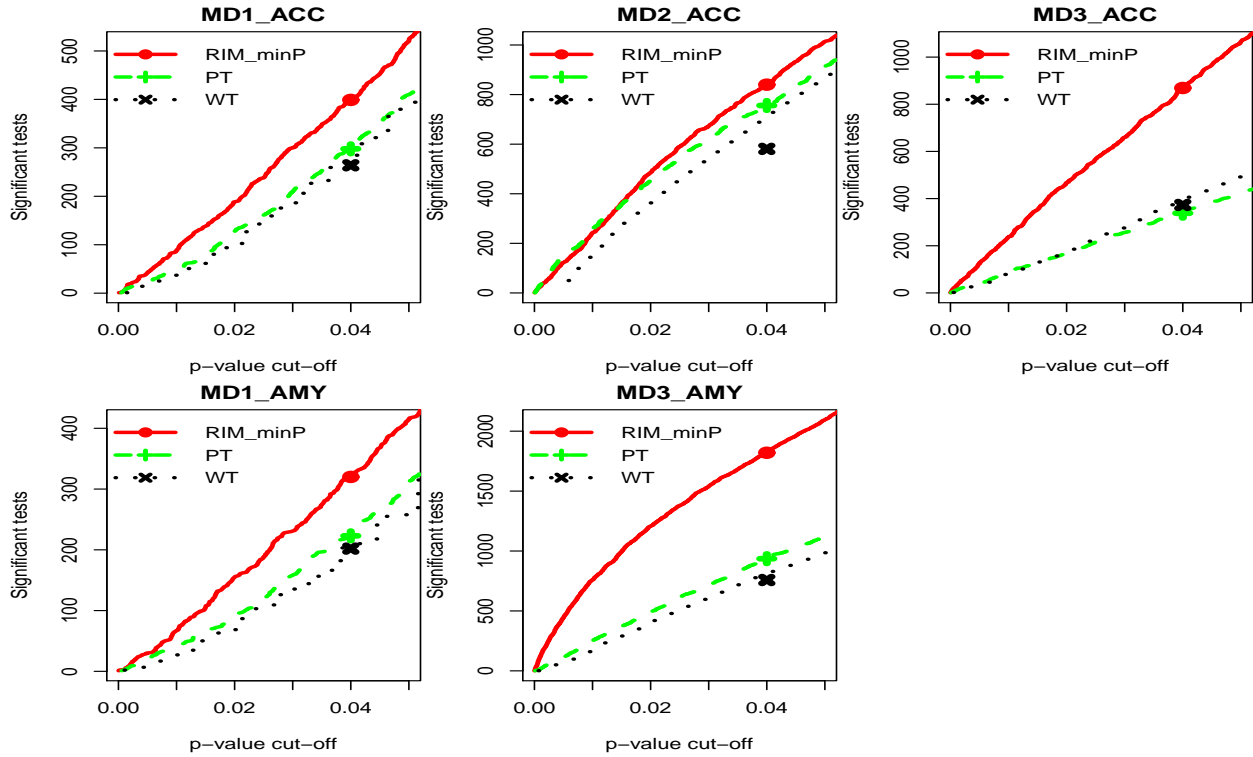 MD1_ACC
RIM_minP
PT
WT
Significant tests
0 100 200 300 400 500
0.00 0.02 0.04
p-value cut-off
MD2_ACC
RIM_minP
PT
WT
Significant tests
0 200 400 600 800 1000
0.00 0.02 0.04
p-value cut-off
MD3_ACC
RIM_minP
PT
WT
Significant tests
0 200 400 600 800 1000
0.00 0.02 0.04
p-value cut-off
MD1_AMY
RIM_minP
PT
WT
Significant tests
0 100 200 300 400
0.00 0.02 0.04
p-value cut-off
MD3_AMY
RIM_minP
PT
WT
Significant tests
0 500 1000 1500 2000
0.00 0.02 0.04
p-value cut-off